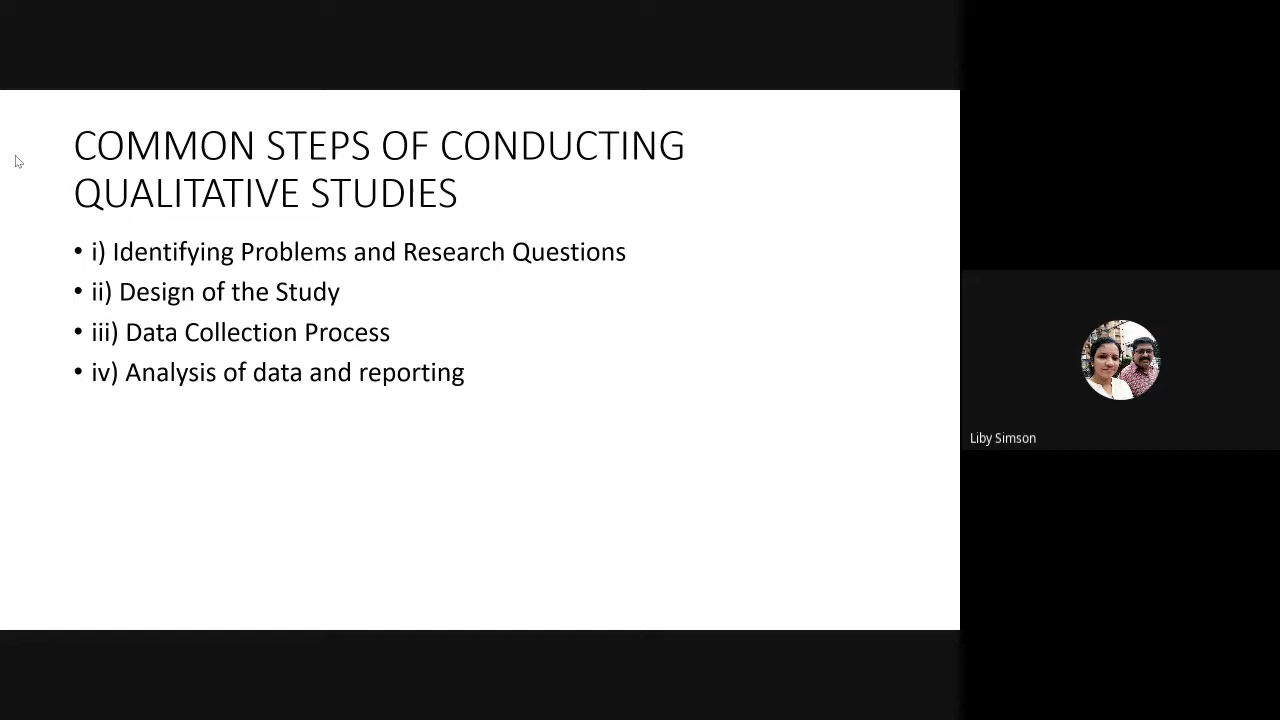 COMMON STEPS OF CONDUCTING
QUALITATIVE STUDIES
• i) Identifying Problems and Research Questions
• ii) Design of the Study
• iii) Data Collection Process
• iv) Analysis of data and reporting
Liby Simson